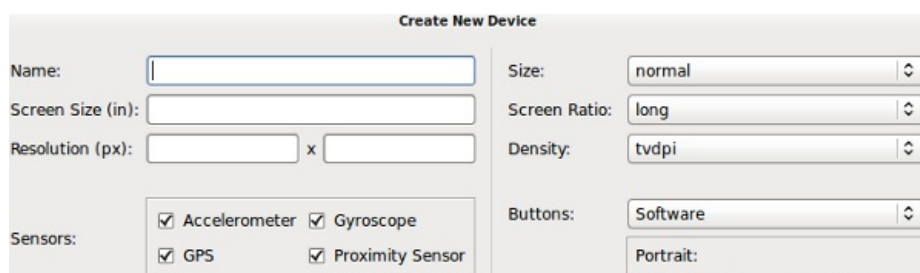 Create New Device
Name:
Screen Size (in):
Resolution (px): x
Sensors:
Accelerometer Gyroscope
GPS Proximity Sensor
Size: normal
Screen Ratio: long
Density: tvdpi
Buttons: Software
Portrait: